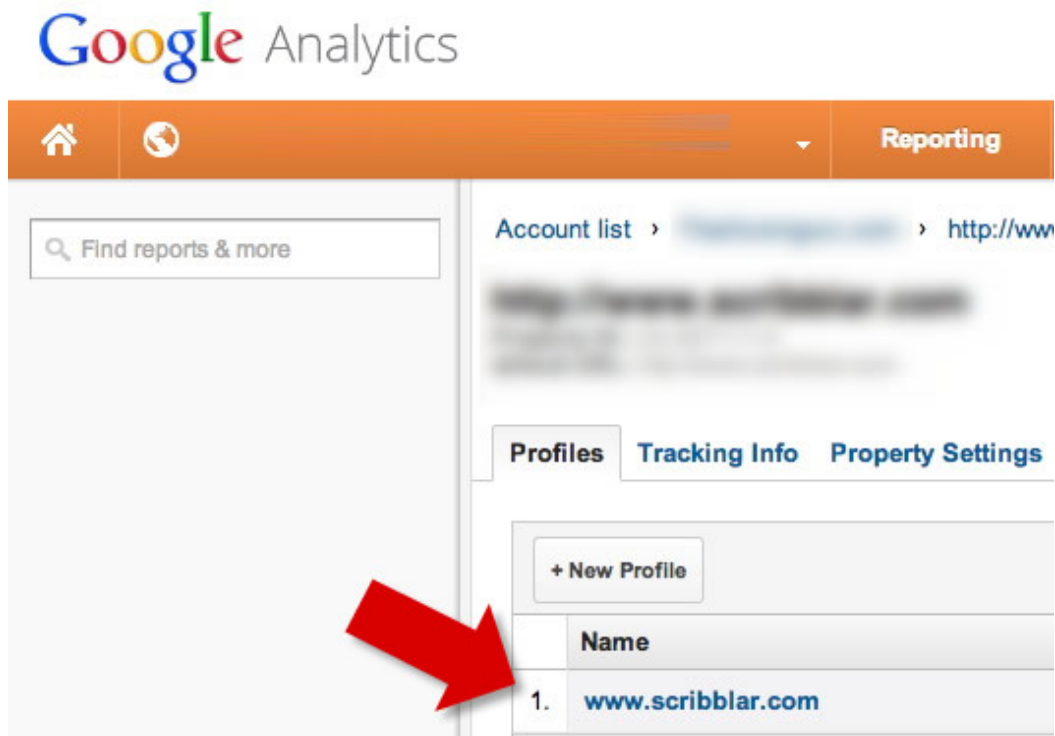 Google Analytics
Reporting
Find reports & more
Account list › › http://www
Profiles Tracking Info Property Settings
+ New Profile
Name
1. www.scribblar.com